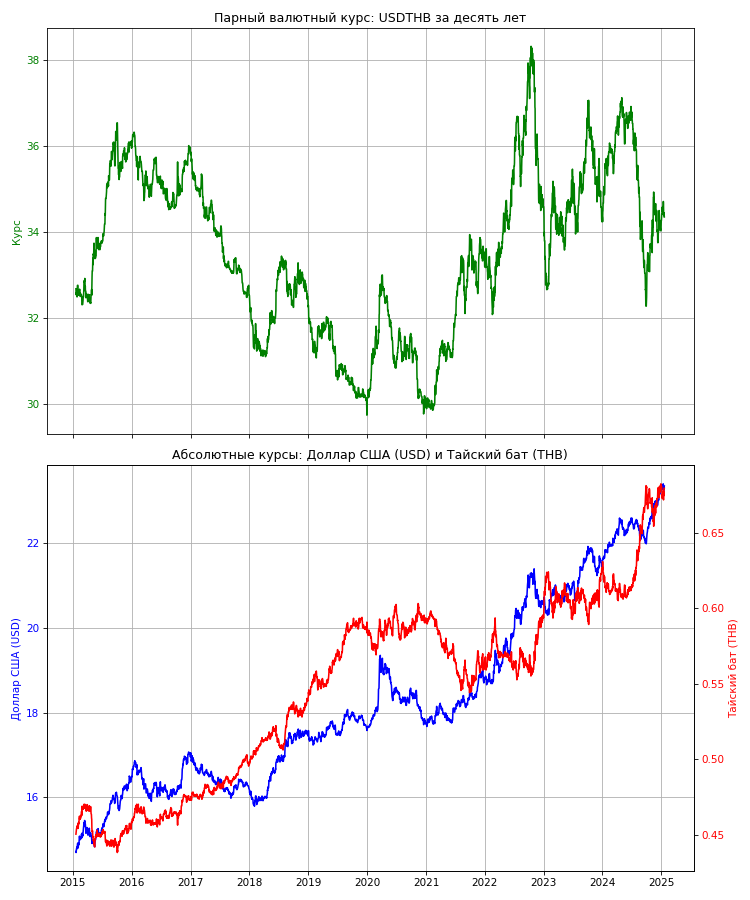 Парный валютный курс: USDTHB за десять лет
38
36
34
32
30
Курс
Абсолютные курсы: Доллар США (USD) и Тайский бат (THB)
22
20
18
16
Доллар США (USD)
0.65
0.60
0.55
0.50
0.45
Тайский бат (THB)
2015 2016 2017 2018 2019 2020 2021 2022 2023 2024 2025